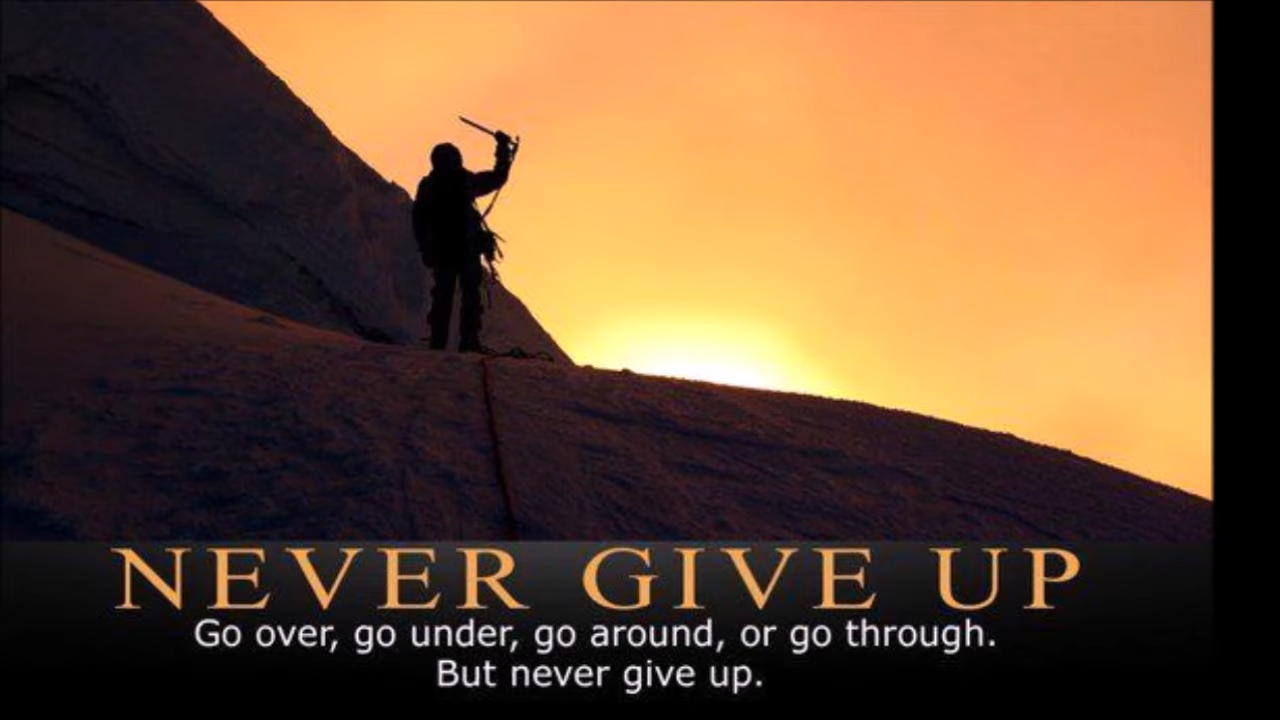 NEVER GIVE UP
Go over, go under, go around, or go through.
But never give up.